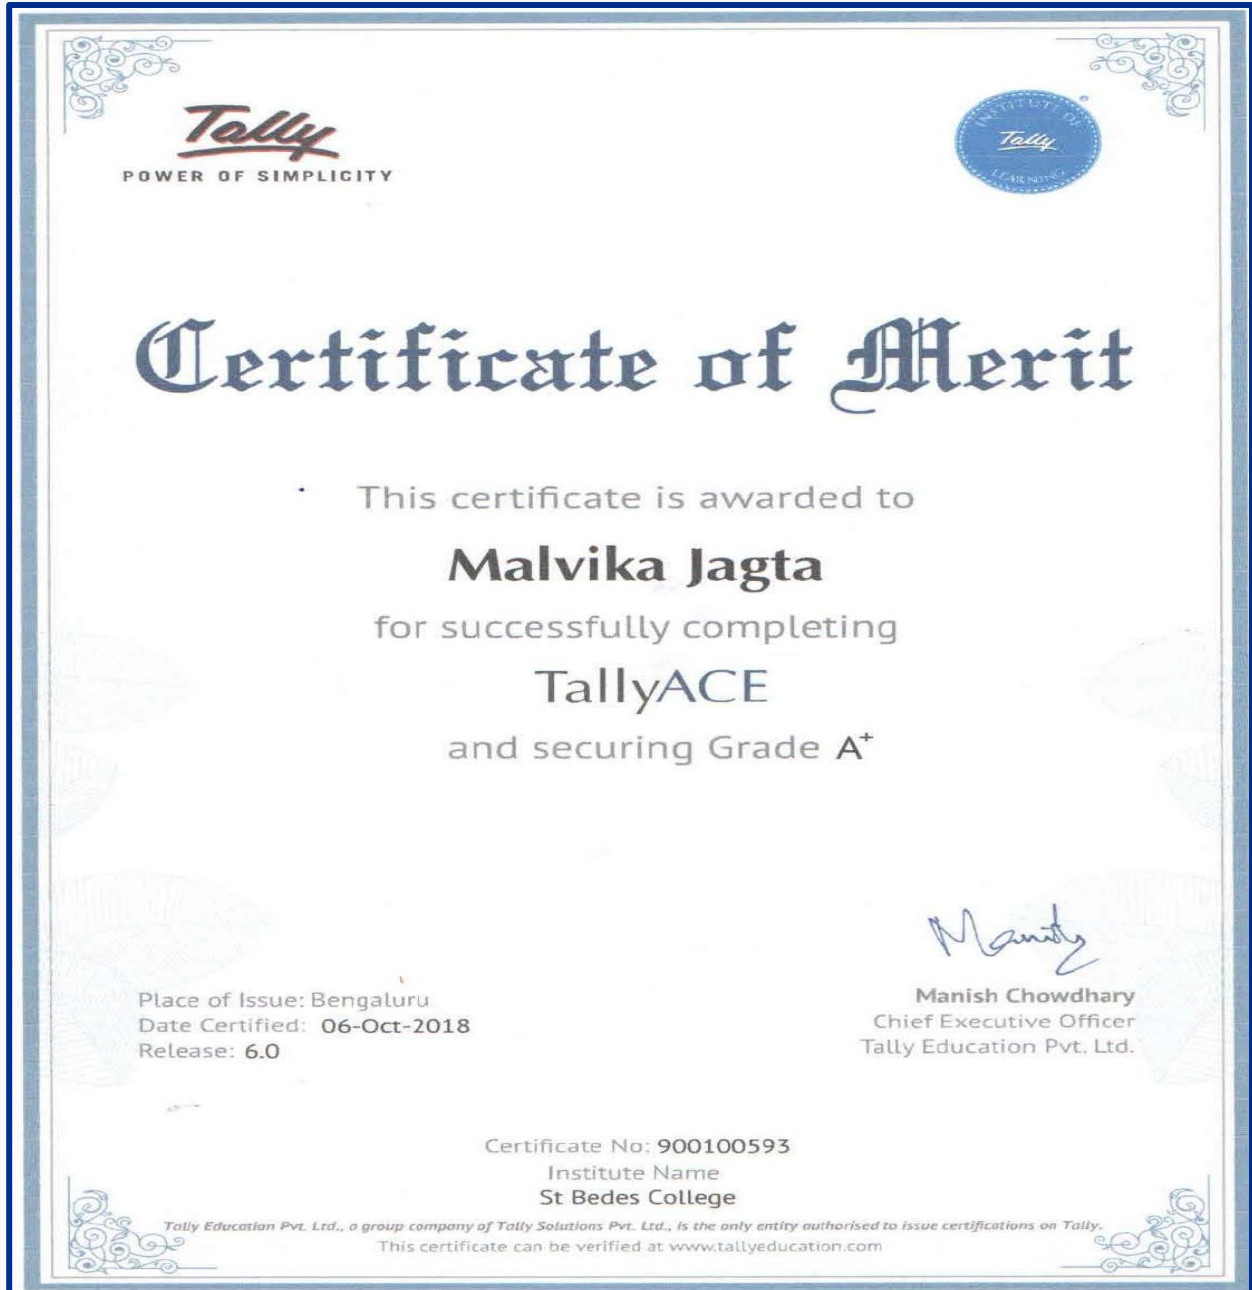 Tally
POWER OF SIMPLICITY
INSTITUTE OF
Tally
LEARNING
Certificate of Merit
This certificate is awarded to
Malvika Jagta
for successfully completing
TallyACE
and securing Grade A⁺
Manish
Place of Issue: Bengaluru
Date Certified: 06-Oct-2018
Release: 6.0
Manish Chowdhary
Chief Executive Officer
Tally Education Pvt. Ltd.
Certificate No: 900100593
Institute Name
St Bedes College
Tally Education Pvt. Ltd., a group company of Tally Solutions Pvt. Ltd., is the only entity authorised to issue certifications on Tally.
This certificate can be verified at www.tallyeducation.com